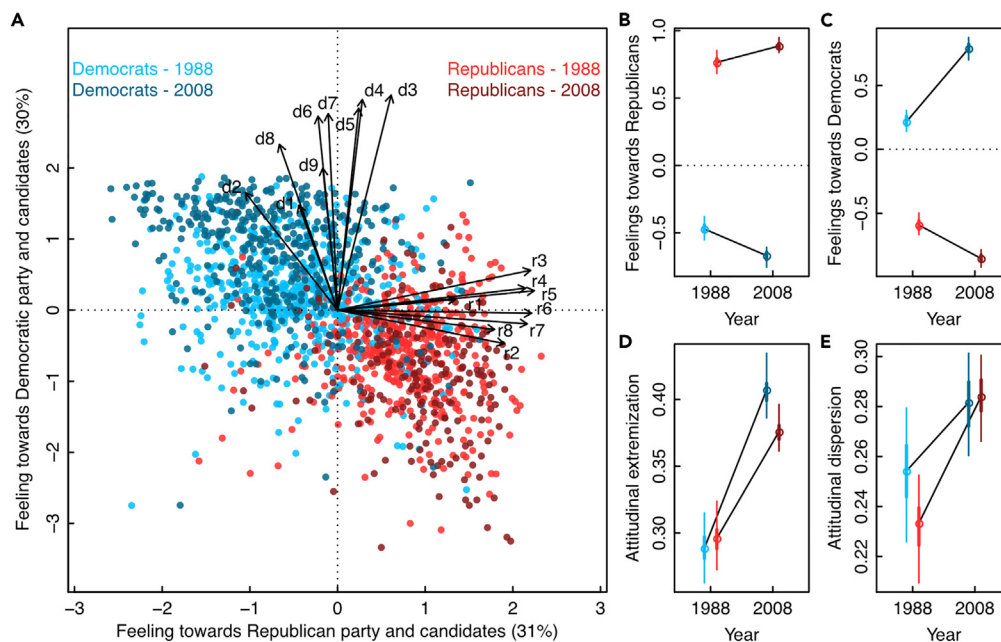 A
Democrats - 1988
Democrats - 2008
Republicans - 1988
Republicans - 2008
d1
d2
d3
d4
d5
d6
d7
d8
d9
r1
r2
r3
r4
r5
r6
r7
r8
Feeling towards Democratic party and candidates (30%)
2
1
0
−1
−2
−3
−3
−2
−1
0
1
2
3
Feeling towards Republican party and candidates (31%)
B
Feelings towards Republicans
1.0
0.5
0.0
−0.5
1988
2008
Year
C
Feelings towards Democrats
0.5
0.0
−0.5
1988
2008
Year
D
Attitudinal extremization
0.40
0.35
0.30
1988
2008
Year
E
Attitudinal dispersion
0.30
0.28
0.26
0.24
0.22
1988
2008
Year